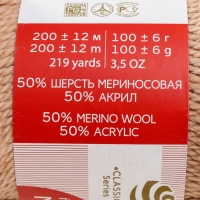 200 ± 12 м 100 ± 6 г
200 ± 12 m 100 ± 6 g
219 yards 3,5 OZ
50% ШЕРСТЬ МЕРИНОСОВАЯ
50% АКРИЛ
50% MERINO WOOL
50% ACRYLIC
«CLASSI
Series